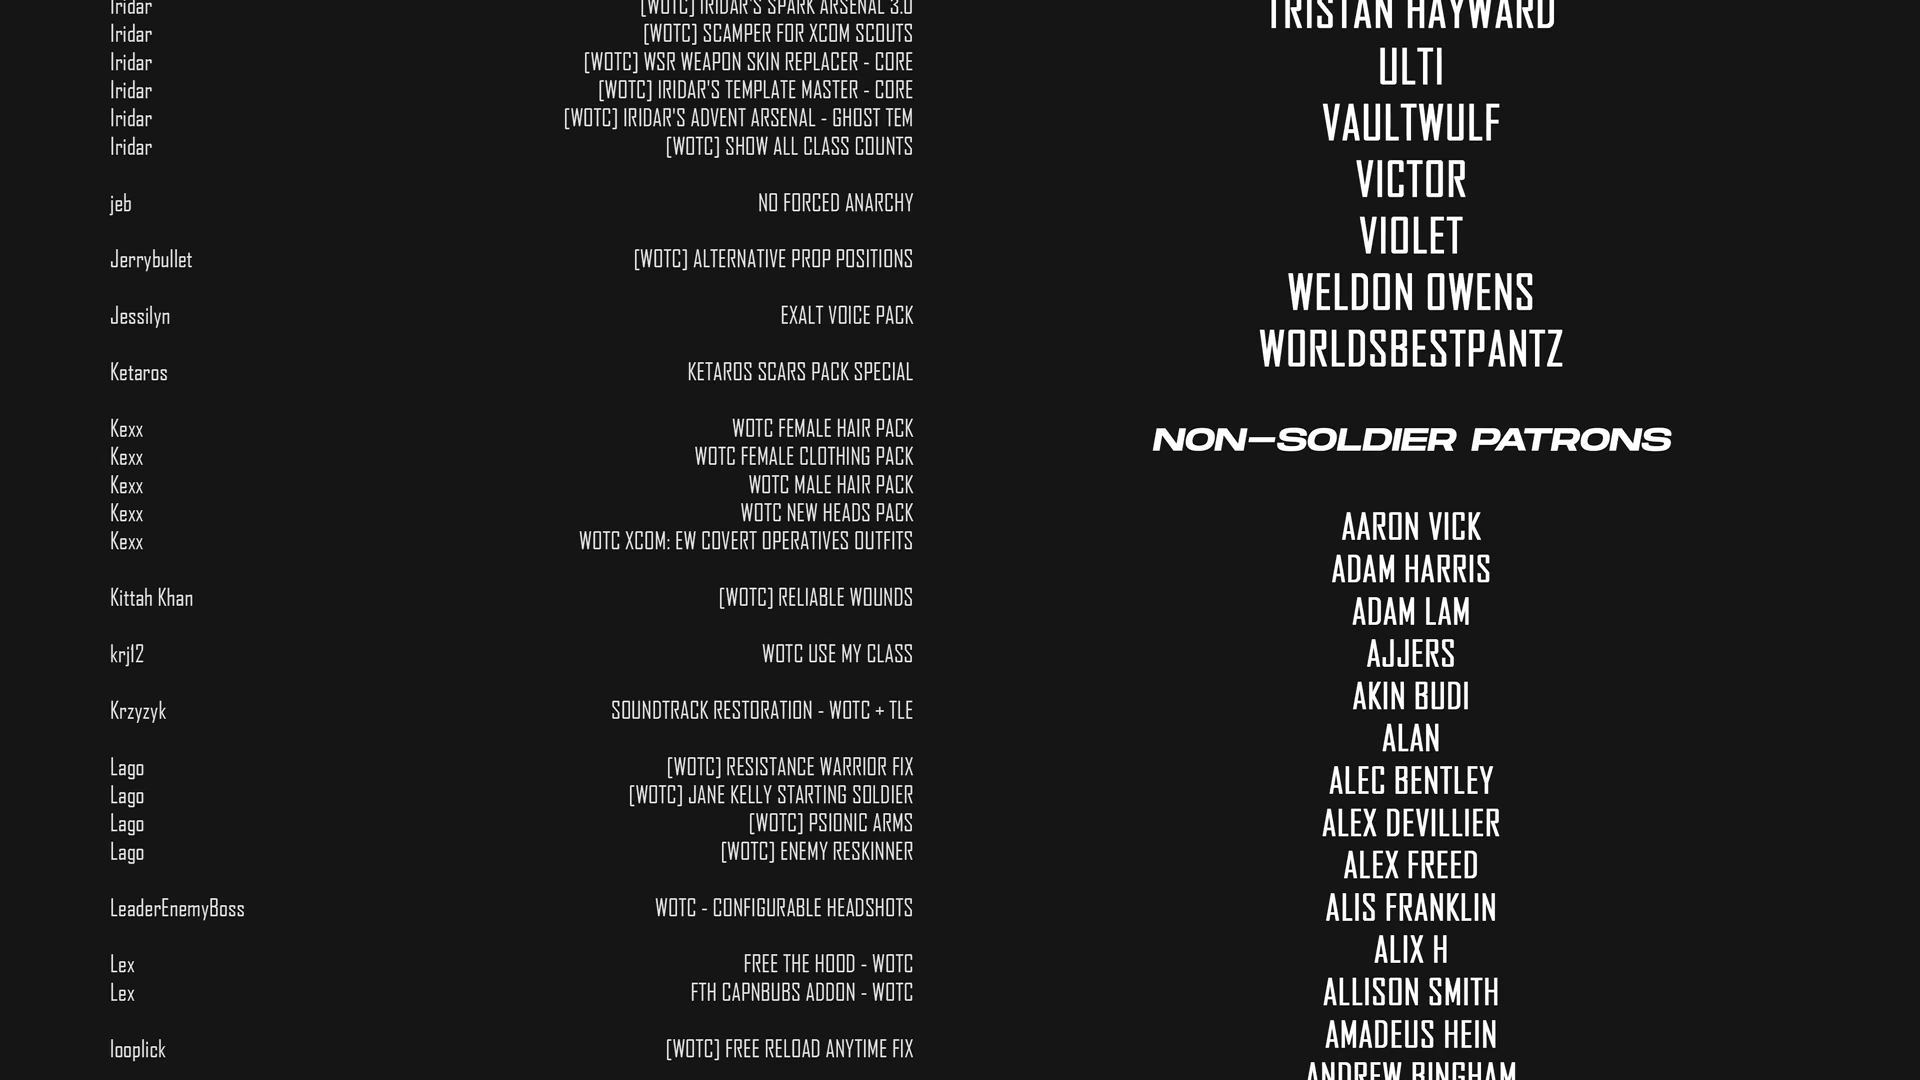 Iridar [WOTC] IRIDAR'S SPARK ARSENAL 3.0
Iridar [WOTC] SCAMPER FOR XCOM SCOUTS
Iridar [WOTC] WSR WEAPON SKIN REPLACER - CORE
Iridar [WOTC] IRIDAR'S TEMPLATE MASTER - CORE
Iridar [WOTC] IRIDAR'S ADVENT ARSENAL - GHOST TEM
Iridar [WOTC] SHOW ALL CLASS COUNTS
jeb NO FORCED ANARCHY
Jerrybullet [WOTC] ALTERNATIVE PROP POSITIONS
Jessilyn EXALT VOICE PACK
Ketaros KETAROS SCARS PACK SPECIAL
Kexx WOTC FEMALE HAIR PACK
Kexx WOTC FEMALE CLOTHING PACK
Kexx WOTC MALE HAIR PACK
Kexx WOTC NEW HEADS PACK
Kexx WOTC XCOM: EW COVERT OPERATIVES OUTFITS
Kittah Khan [WOTC] RELIABLE WOUNDS
krj12 WOTC USE MY CLASS
Krzyzyk SOUNDTRACK RESTORATION - WOTC + TLE
Lago [WOTC] RESISTANCE WARRIOR FIX
Lago [WOTC] JANE KELLY STARTING SOLDIER
Lago [WOTC] PSIONIC ARMS
Lago [WOTC] ENEMY RESKINNER
LeaderEnemyBoss WOTC - CONFIGURABLE HEADSHOTS
Lex FREE THE HOOD - WOTC
Lex FTH CAPNBUBS ADDON - WOTC
looplick [WOTC] FREE RELOAD ANYTIME FIX
TRISTAN HAYWARD
ULTI
VAULTWULF
VICTOR
VIOLET
WELDON OWENS
WORLDSBESTPANTZ
NON-SOLDIER PATRONS
AARON VICK
ADAM HARRIS
ADAM LAM
AJJERS
AKIN BUDI
ALAN
ALEC BENTLEY
ALEX DEVILLIER
ALEX FREED
ALIS FRANKLIN
ALIX H
ALLISON SMITH
AMADEUS HEIN
ANDREW BINGHAM